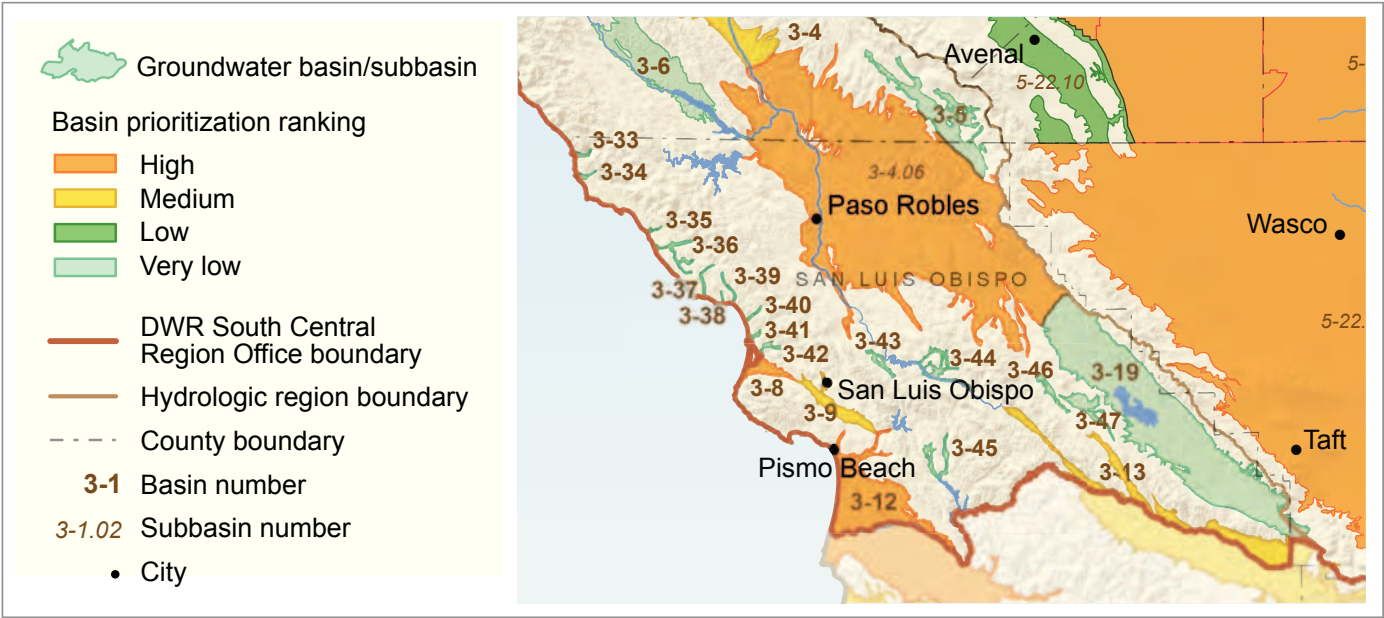 Groundwater basin/subbasin
Basin prioritization ranking
High
Medium
Low
Very low
DWR South Central
Region Office boundary
Hydrologic region boundary
County boundary
3-1 Basin number
3-1.02 Subbasin number
City
3-4
Avenal
3-6
5-22.10
5-
3-5
3-33
3-34
3-4.06
Paso Robles
Wasco
3-35
3-36
3-39
SAN LUIS OBISPO
3-37
3-38
3-40
5-22.
3-41
3-42
3-43
3-44
3-46
3-19
3-8
San Luis Obispo
3-9
3-47
Taft
3-45
Pismo Beach
3-13
3-12